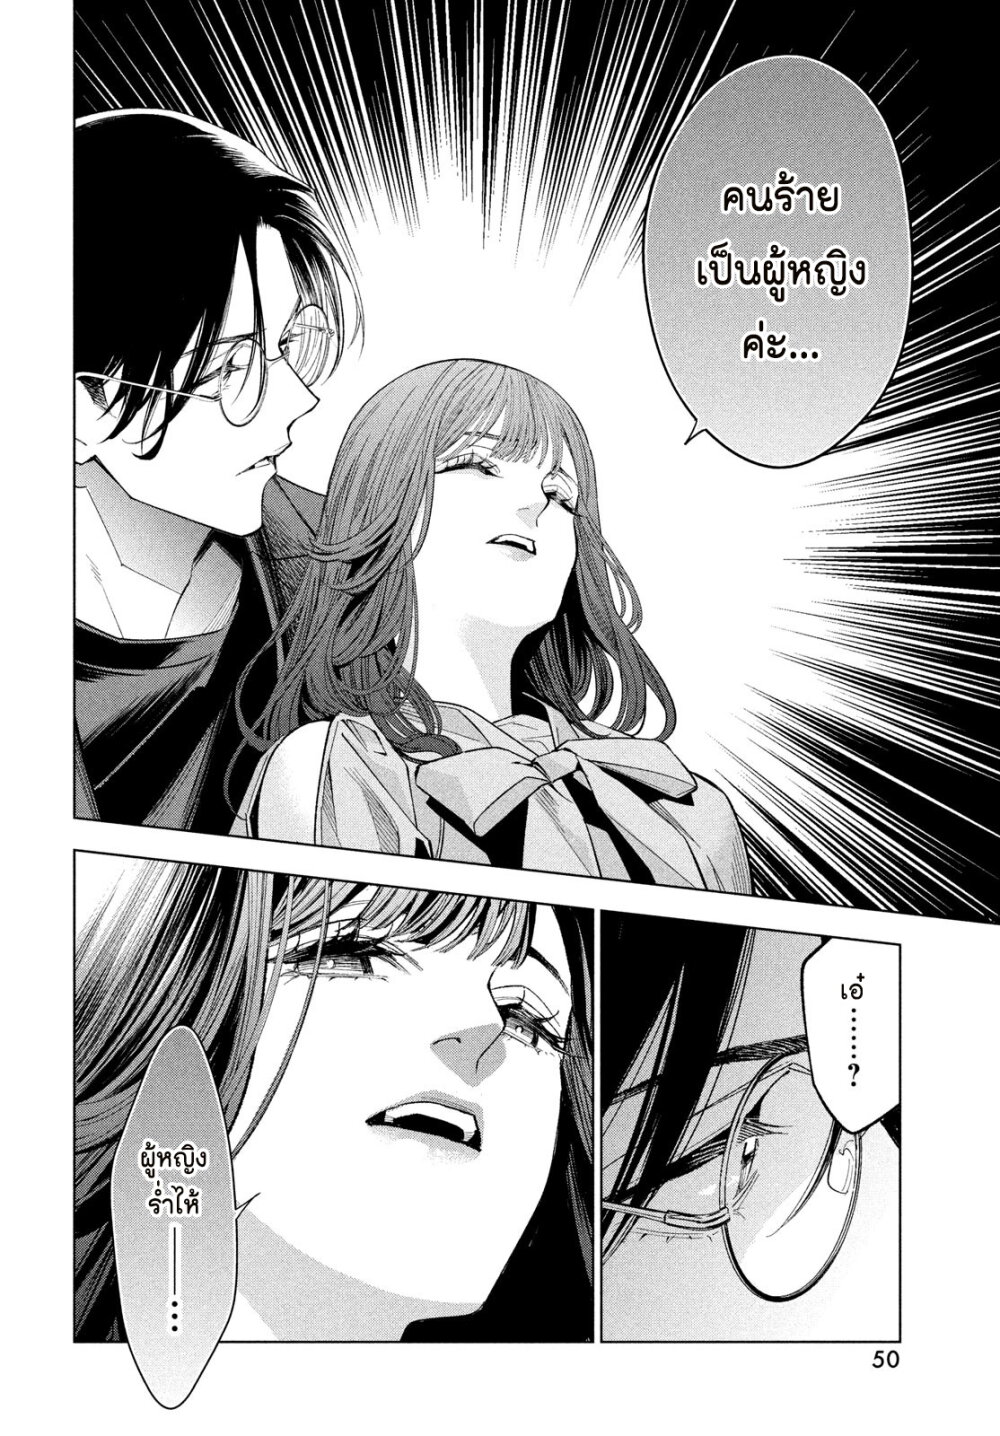 คนร้าย
เป็นผู้หญิง
ค่ะ...
เอ๋
.......?
ผู้หญิง
ร่ำไห้
—...
50